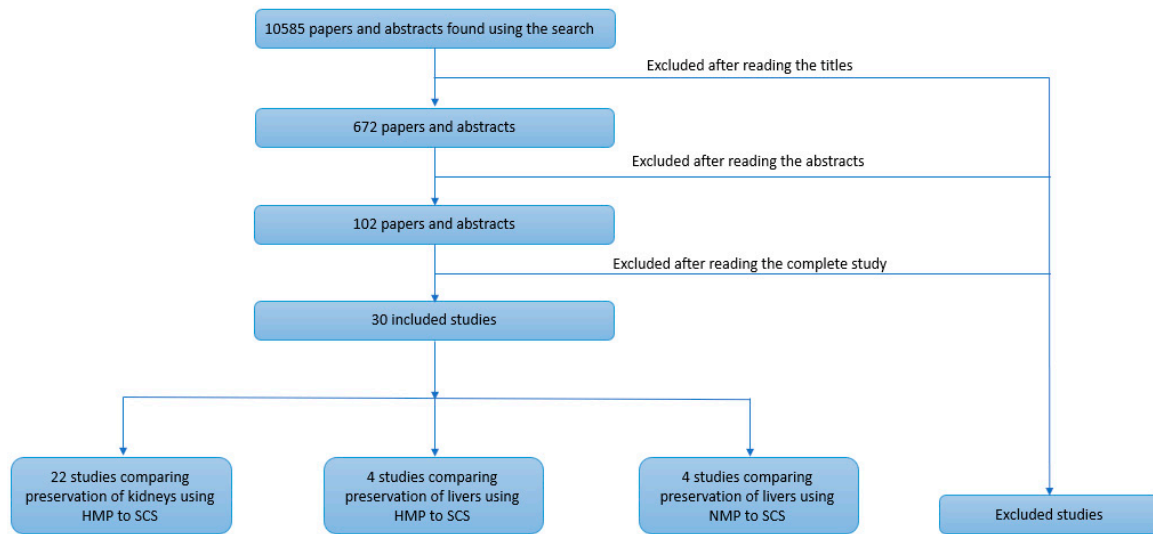 10585 papers and abstracts found using the search
Excluded after reading the titles
672 papers and abstracts
Excluded after reading the abstracts
102 papers and abstracts
Excluded after reading the complete study
30 included studies
22 studies comparing
preservation of kidneys using
HMP to SCS
4 studies comparing
preservation of livers using
HMP to SCS
4 studies comparing
preservation of livers using
NMP to SCS
Excluded studies